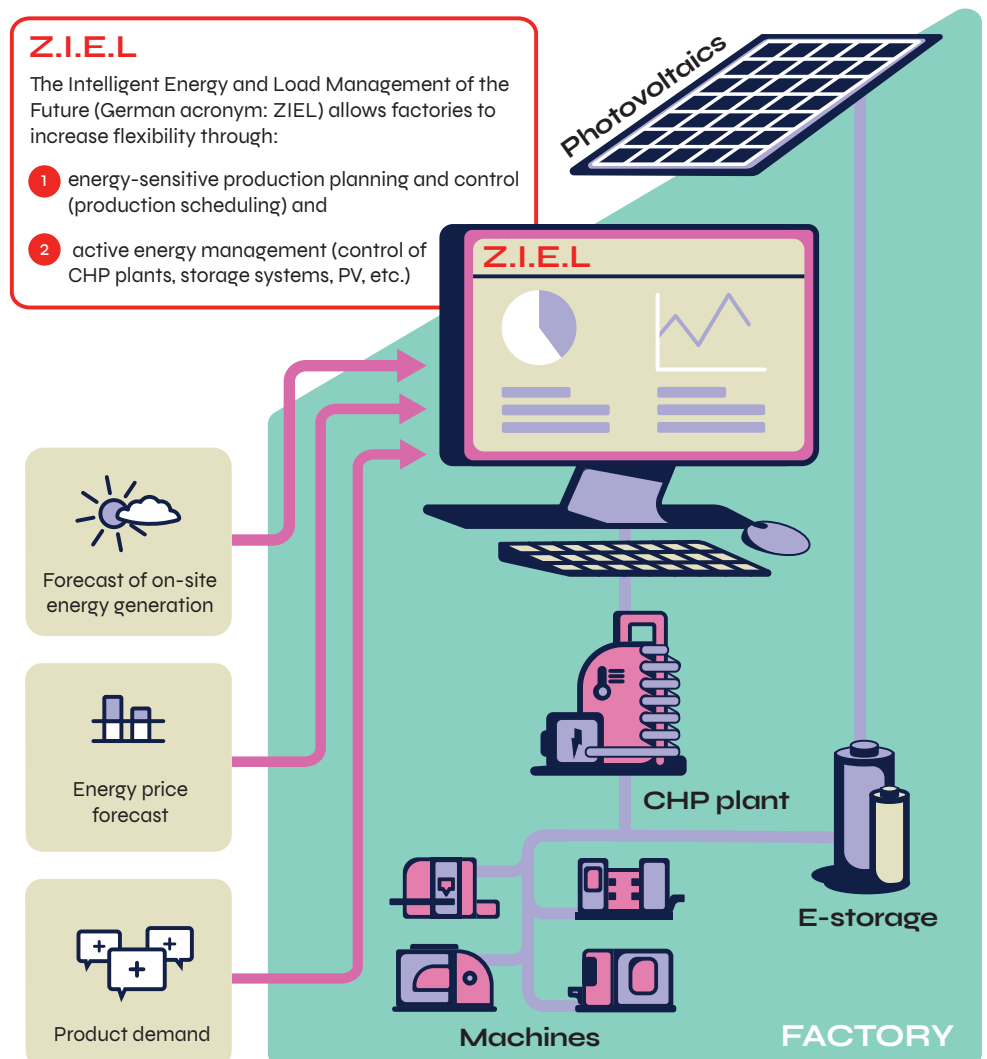 Z.I.E.L
The Intelligent Energy and Load Management of the
Future (German acronym: ZIEL) allows factories to
increase flexibility through:
1 energy-sensitive production planning and control
(production scheduling) and
2 active energy management (control of
CHP plants, storage systems, PV, etc.)
Photovoltaics
Z.I.E.L
Forecast of on-site
energy generation
Energy price
forecast
Product demand
CHP plant
E-storage
Machines
FACTORY